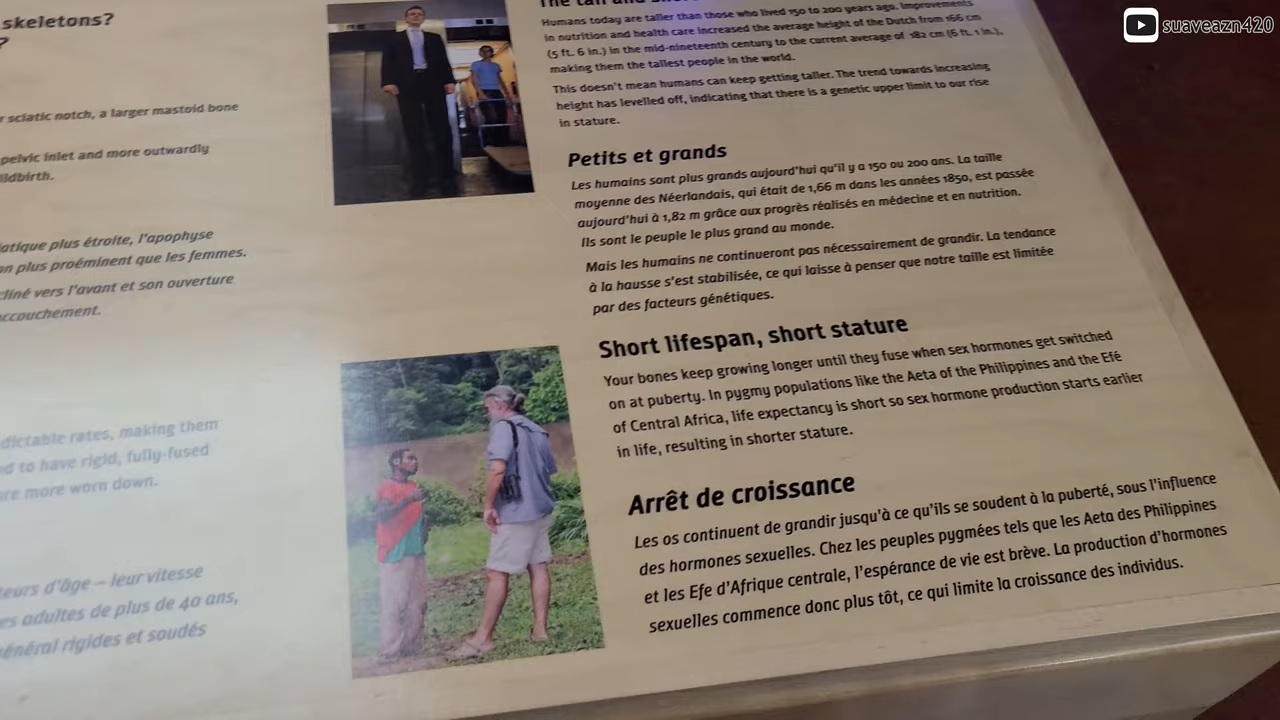 skeletons?
?
sciatic notch, a larger mastoid bone
pelvic inlet and more outwardly
ldbirth.
iatique plus étroite, l'apophyse
on plus proéminent que les femmes.
cliné vers l'avant et son ouverture
accouchement.
dictable rates, making them
d to have rigid, fully-fused
re more worn down.
teurs d'âge – leur vitesse
es adultes de plus de 40 ans,
énéral rigides et soudés
The tall and
Humans today are taller than those who lived 150 to 200 years ago. Improvements
in nutrition and health care increased the average height of the Dutch from 166 cm
(5 ft. 6 in.) in the mid-nineteenth century to the current average of 182 cm (6 ft. 1 in.),
making them the tallest people in the world.
This doesn't mean humans can keep getting taller. The trend towards increasing
height has levelled off, indicating that there is a genetic upper limit to our rise
in stature.
Petits et grands
Les humains sont plus grands aujourd'hui qu'il y a 150 ou 200 ans. La taille
moyenne des Néerlandais, qui était de 1,66 m dans les années 1850, est passée
aujourd'hui à 1,82 m grâce aux progrès réalisés en médecine et en nutrition.
Ils sont le peuple le plus grand au monde.
Mais les humains ne continueront pas nécessairement de grandir. La tendance
à la hausse s'est stabilisée, ce qui laisse à penser que notre taille est limitée
par des facteurs génétiques.
Short lifespan, short stature
Your bones keep growing longer until they fuse when sex hormones get switched
on at puberty. In pygmy populations like the Aeta of the Philippines and the Efé
of Central Africa, life expectancy is short so sex hormone production starts earlier
in life, resulting in shorter stature.
Arrêt de croissance
Les os continuent de grandir jusqu'à ce qu'ils se soudent à la puberté, sous l'influence
des hormones sexuelles. Chez les peuples pygmées tels que les Aeta des Philippines
et les Efe d'Afrique centrale, l'espérance de vie est brève. La production d'hormones
sexuelles commence donc plus tôt, ce qui limite la croissance des individus.
suaveazn420